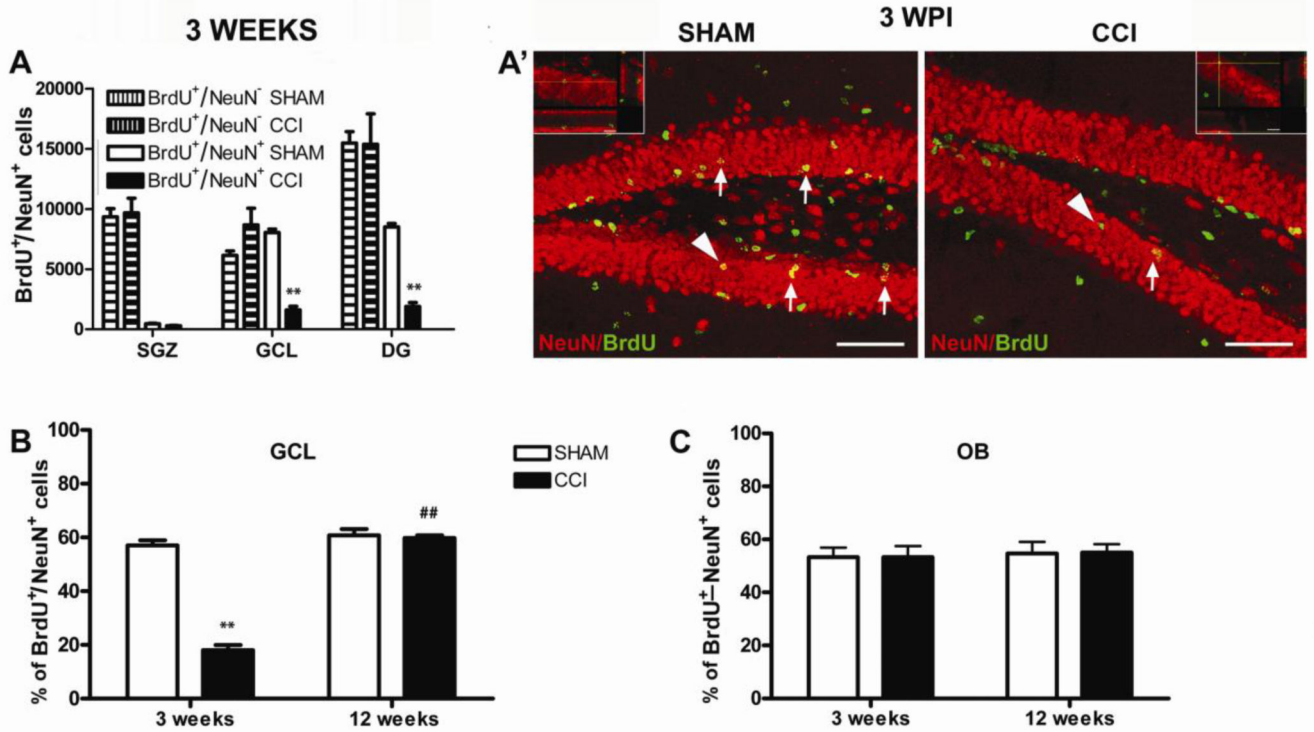 3 WEEKS
3 WPI
SHAM
CCI
A
A'
BrdU⁺/NeuN⁺ cells
20000
15000
10000
5000
0
BrdU⁺/NeuN⁻ SHAM
BrdU⁺/NeuN⁻ CCI
BrdU⁺/NeuN⁺ SHAM
BrdU⁺/NeuN⁺ CCI
**
**
SGZ
GCL
DG
NeuN/BrdU
NeuN/BrdU
B
GCL
% of BrdU⁺/NeuN⁺ cells
100
80
60
40
20
0
**
##
3 weeks
12 weeks
SHAM
CCI
C
OB
% of BrdU⁺–NeuN⁺ cells
100
80
60
40
20
0
3 weeks
12 weeks